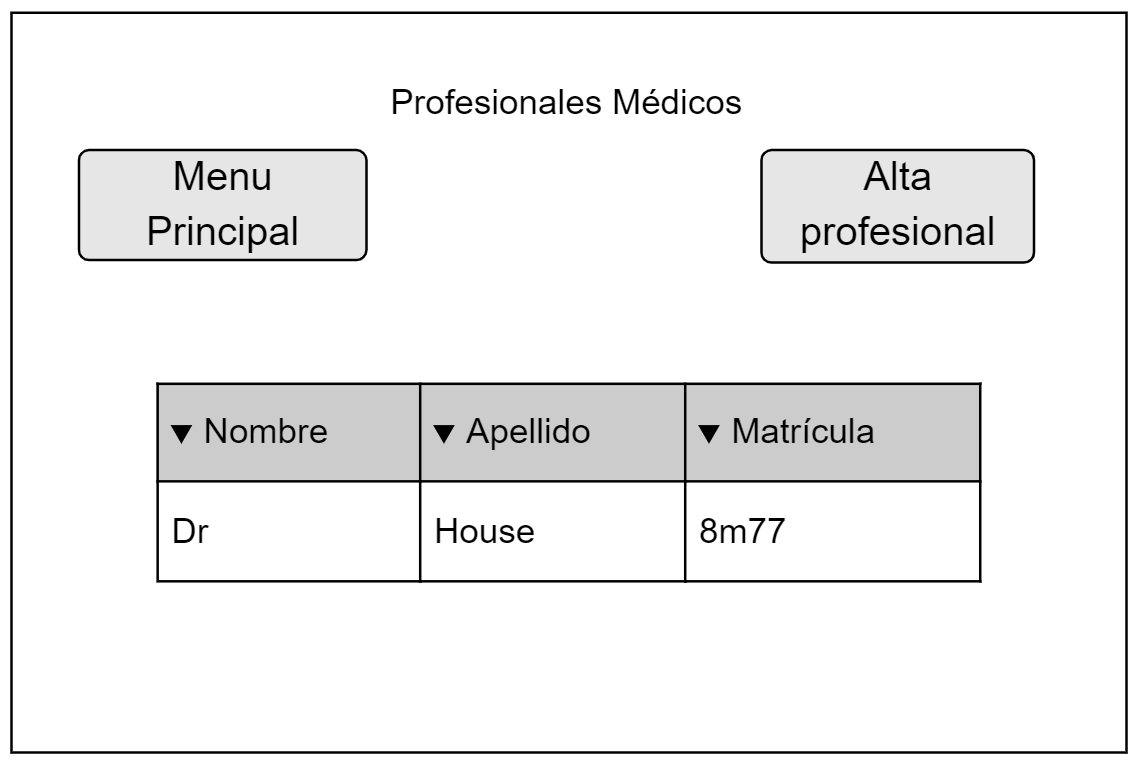 Profesionales Médicos
Menu
Principal
Alta
profesional
▼ Nombre ▼ Apellido ▼ Matrícula
Dr House 8m77